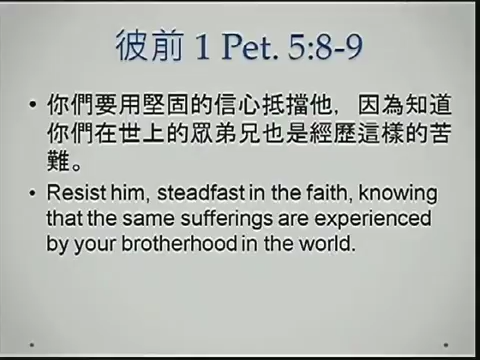 彼前 1 Pet. 5:8-9
• 你們要用堅固的信心抵擋他，因為知道
你們在世上的眾弟兄也是經歷這樣的苦
難。
• Resist him, steadfast in the faith, knowing
that the same sufferings are experienced
by your brotherhood in the world.